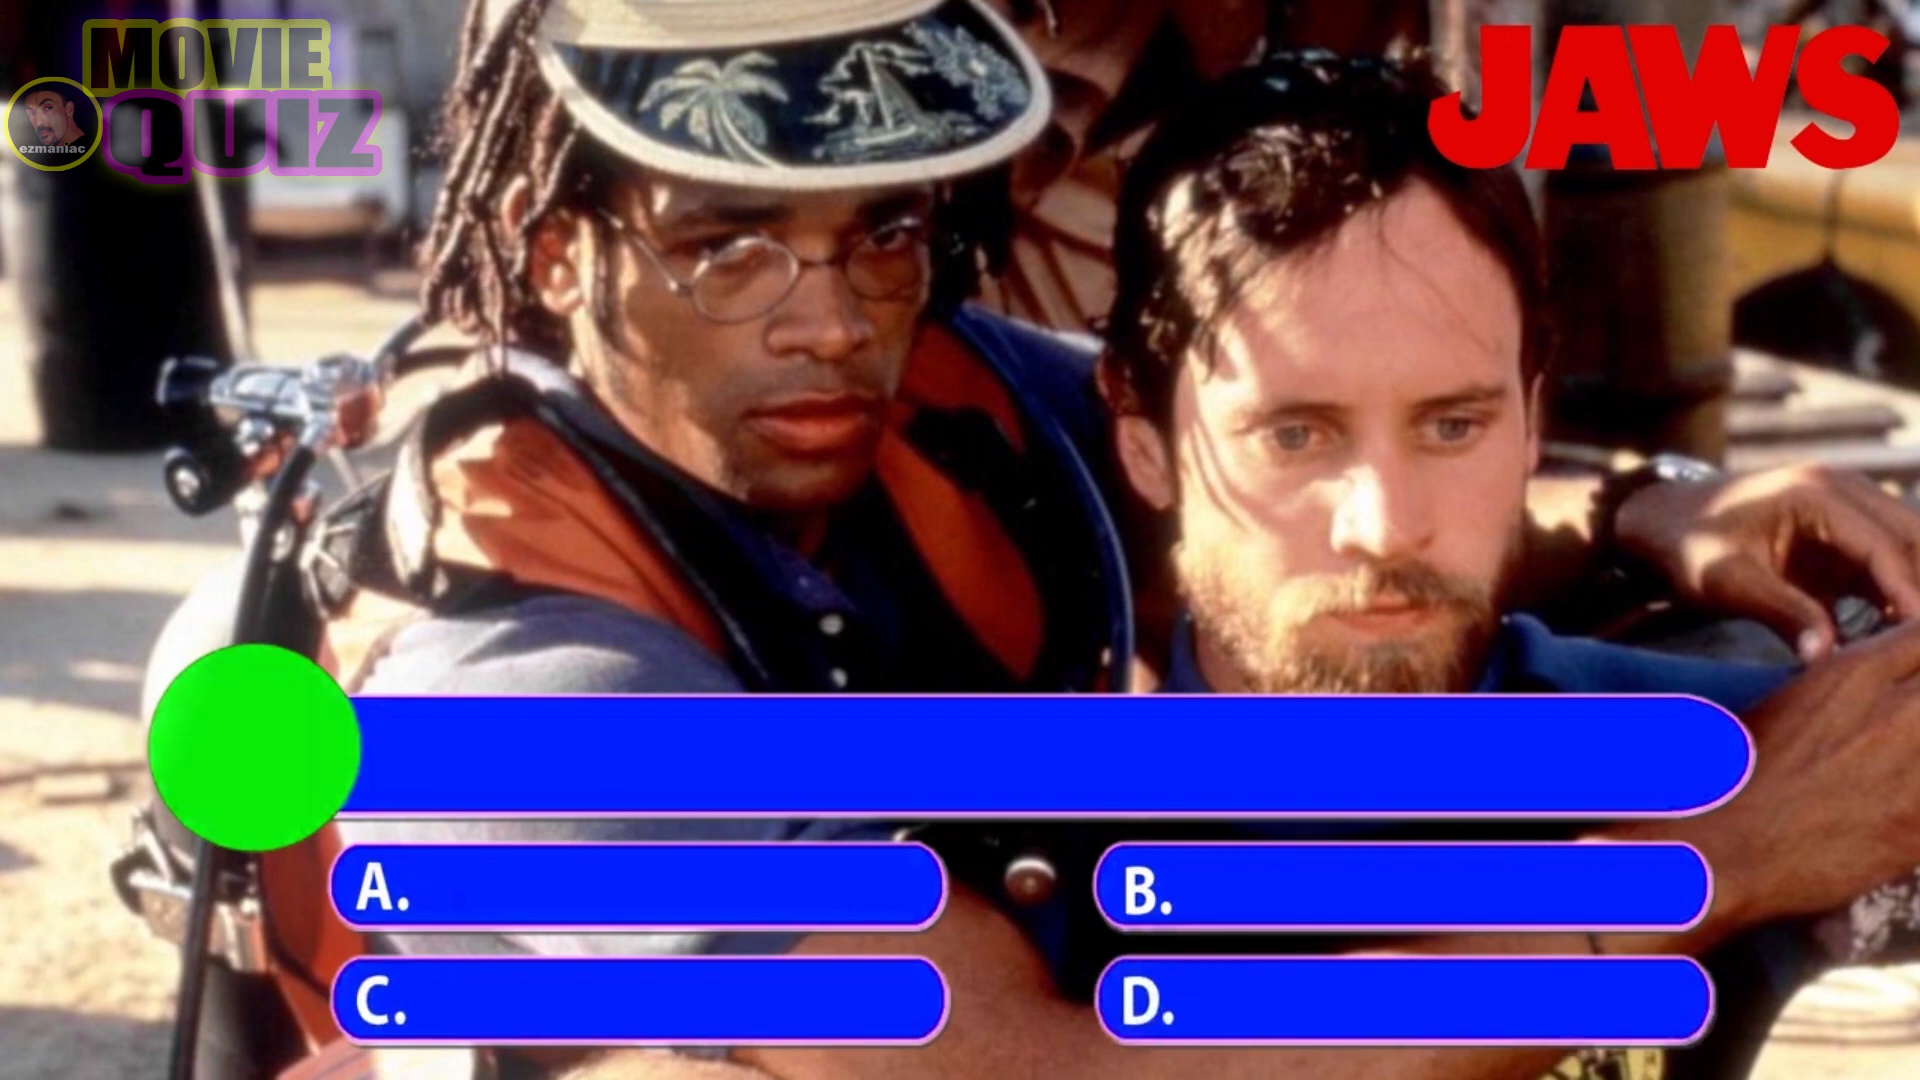 MOVIE
QUIZ
ezmaniac
JAWS
A.
B.
C.
D.